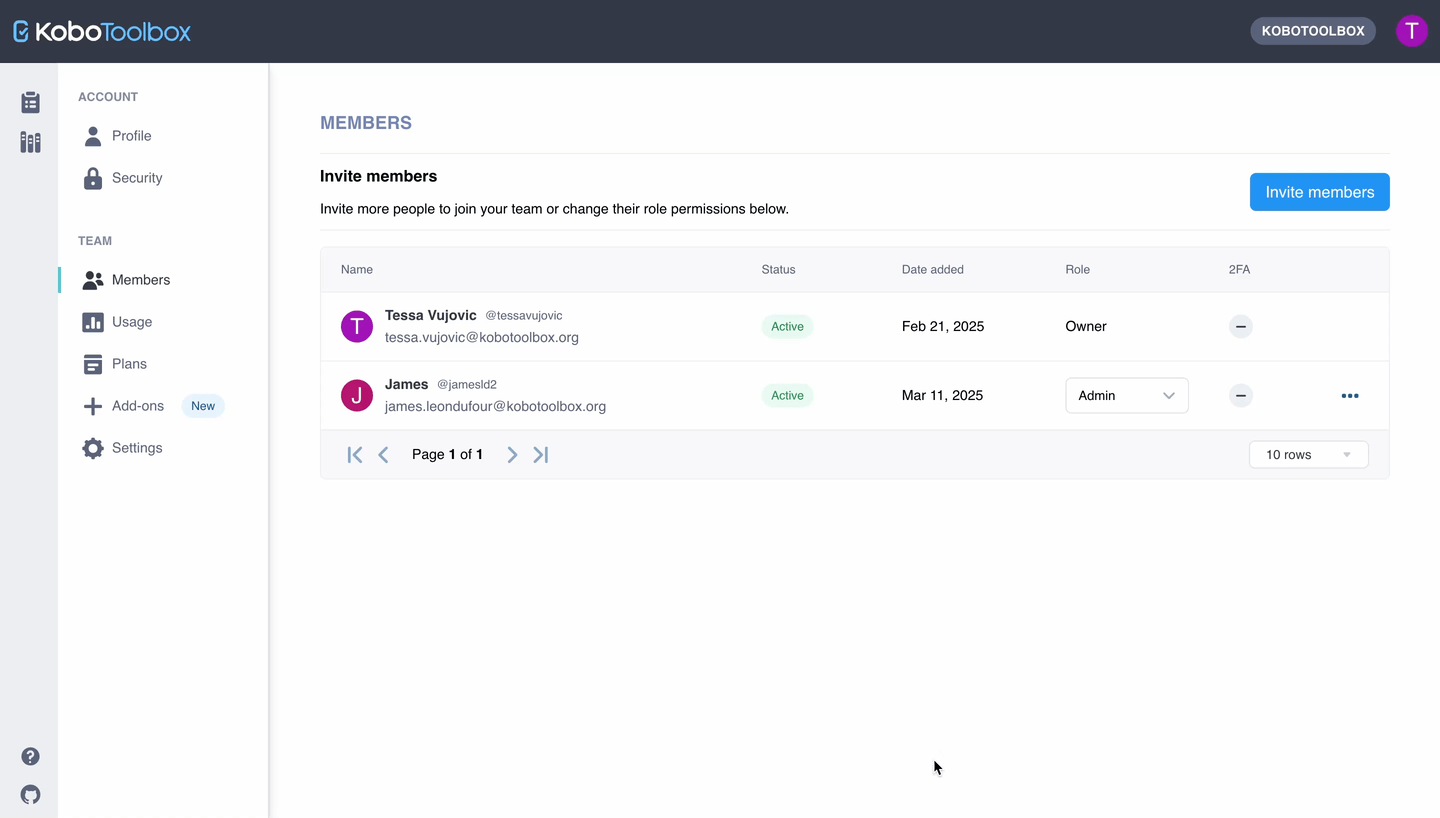 KoboToolbox
KOBOTOOLBOX
T
ACCOUNT
Profile
Security
TEAM
Members
Usage
Plans
Add-ons New
Settings
MEMBERS
Invite members
Invite more people to join your team or change their role permissions below.
Invite members
Name Status Date added Role 2FA
T Tessa Vujovic @tessavujovic
tessa.vujovic@kobotoolbox.org
Active Feb 21, 2025 Owner
J James @jamesld2
james.leondufour@kobotoolbox.org
Active Mar 11, 2025 Admin
Page 1 of 1
10 rows